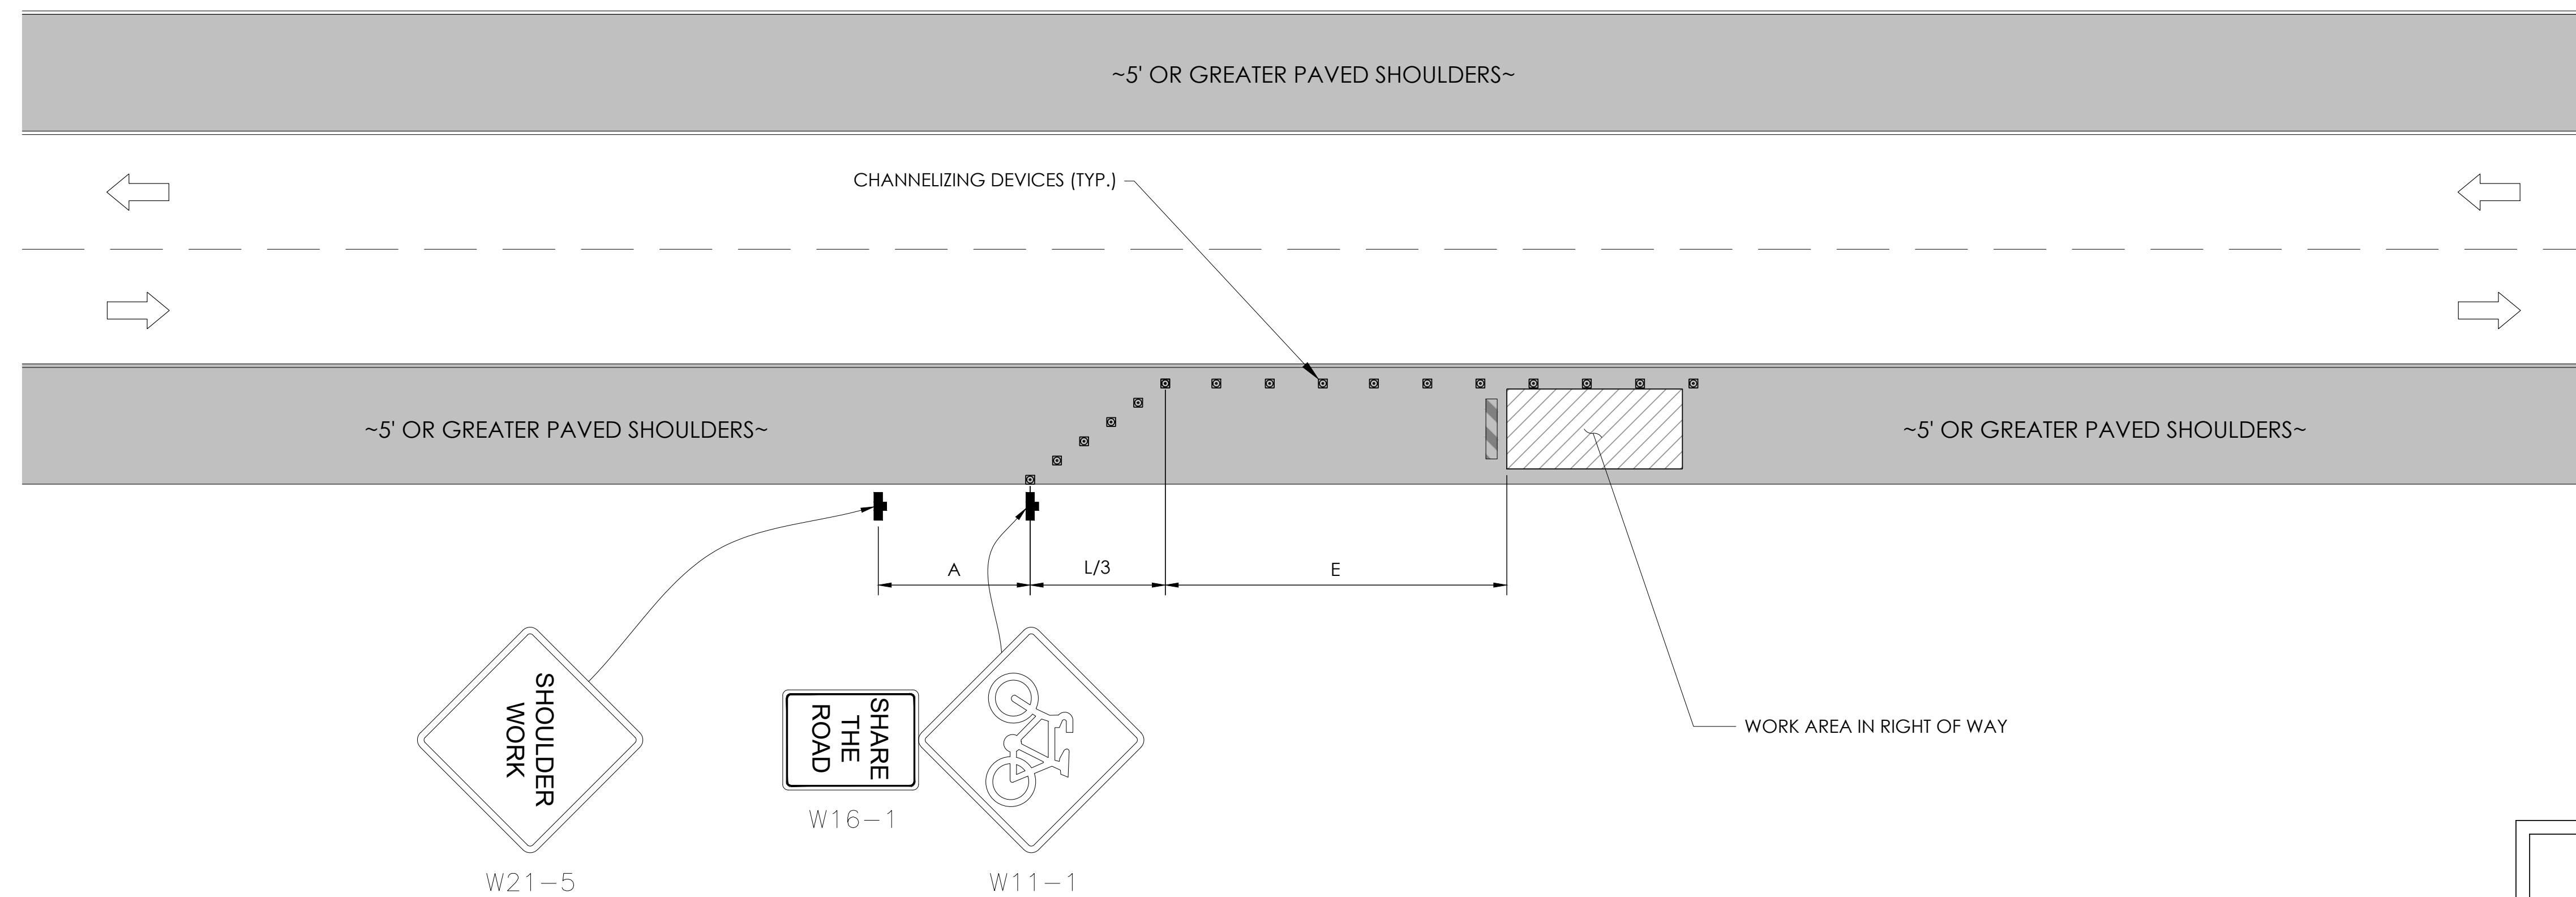 ~5' OR GREATER PAVED SHOULDERS~
CHANNELIZING DEVICES (TYP.)
~5' OR GREATER PAVED SHOULDERS~
~5' OR GREATER PAVED SHOULDERS~
A
L/3
E
SHOULDER
WORK
W21-5
SHARE
THE
ROAD
W16-1
W11-1
WORK AREA IN RIGHT OF WAY